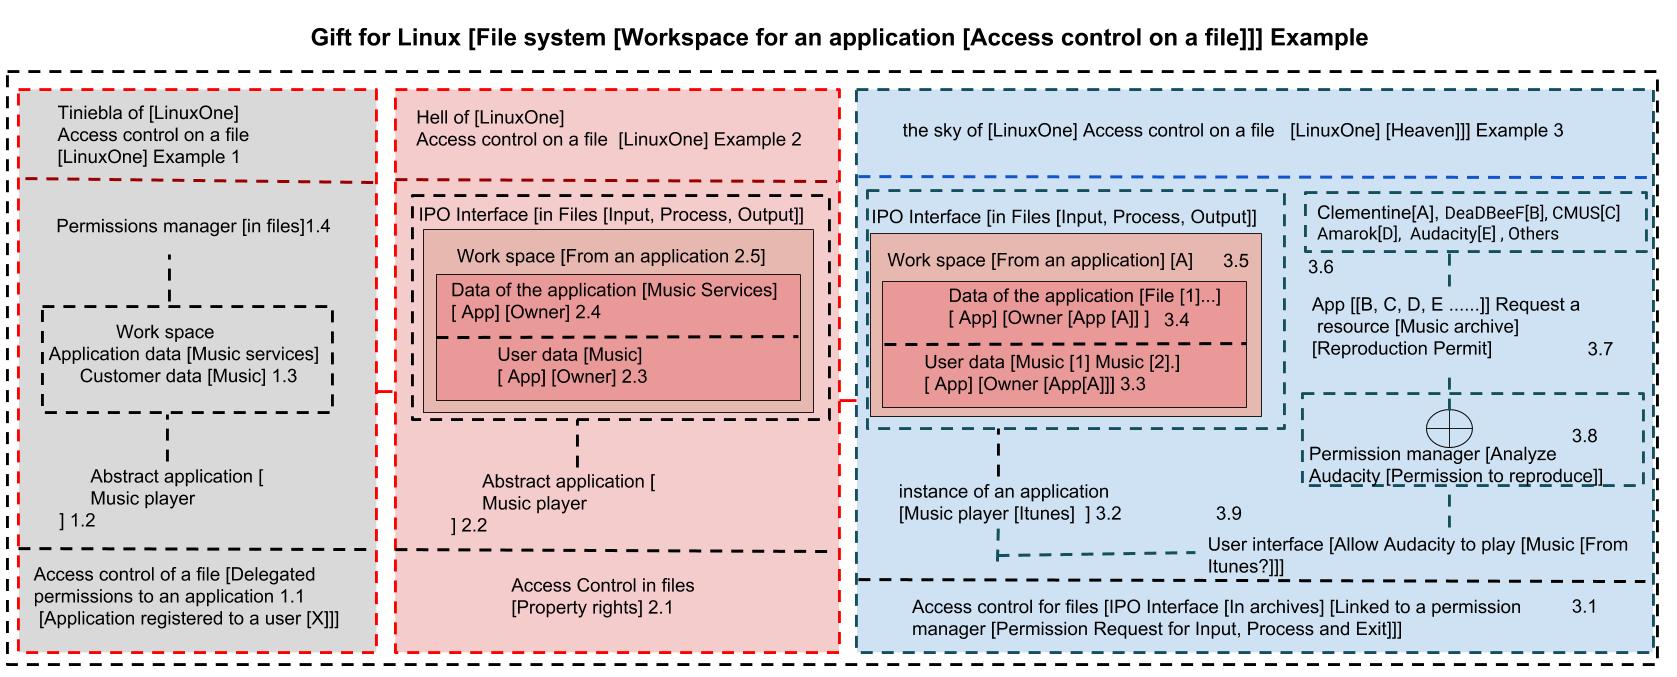 Gift for Linux [File system [Workspace for an application [Access control on a file]]] Example
Tiniebla of [LinuxOne]
Access control on a file
[LinuxOne] Example 1
Permissions manager [in files]1.4
Work space
Application data [Music services]
Customer data [Music] 1.3
Abstract application [
Music player
] 1.2
Access control of a file [Delegated
permissions to an application 1.1
[Application registered to a user [X]]]
Hell of [LinuxOne]
Access control on a file [LinuxOne] Example 2
IPO Interface [in Files [Input, Process, Output]]
Work space [From an application 2.5]
Data of the application [Music Services]
[ App] [Owner] 2.4
User data [Music]
[ App] [Owner] 2.3
Abstract application [
Music player
] 2.2
Access Control in files
[Property rights] 2.1
the sky of [LinuxOne] Access control on a file [LinuxOne] [Heaven]]] Example 3
IPO Interface [in Files [Input, Process, Output]]
Work space [From an application] [A] 3.5
Data of the application [File [1]...]
[ App] [Owner [App [A]] ] 3.4
User data [Music [1] Music [2].]
[ App] [Owner [App[A]]] 3.3
instance of an application
[Music player [Itunes] ] 3.2
Clementine[A], DeaDBeeF[B], CMUS[C]
Amarok[D], Audacity[E] , Others
3.6
App [[B, C, D, E ......]] Request a
resource [Music archive]
[Reproduction Permit] 3.7
3.8
Permission manager [Analyze
Audacity [Permission to reproduce]]
3.9
User interface [Allow Audacity to play [Music [From
Itunes?]]]
Access control for files [IPO Interface [In archives] [Linked to a permission 3.1
manager [Permission Request for Input, Process and Exit]]]